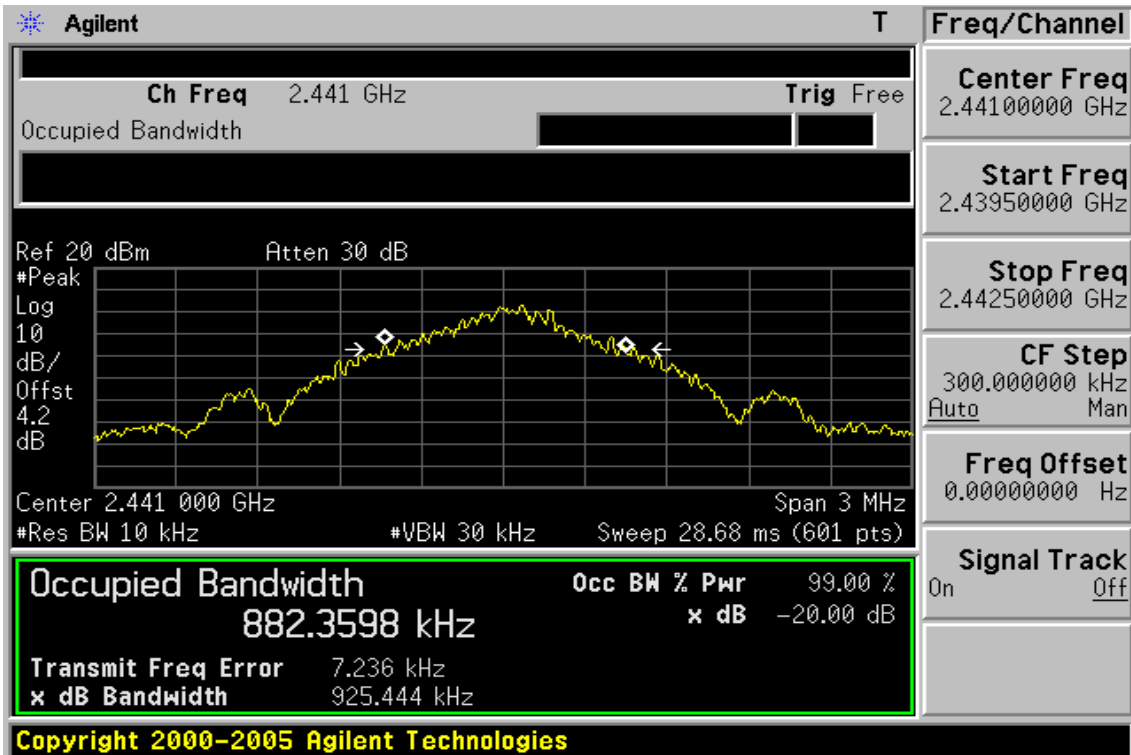 Agilent T
Ch Freq 2.441 GHz Trig Free
Occupied Bandwidth
Ref 20 dBm Atten 30 dB
#Peak
Log
10
dB/
Offst
4.2
dB
Center 2.441 000 GHz Span 3 MHz
#Res BW 10 kHz #VBW 30 kHz Sweep 28.68 ms (601 pts)
Occupied Bandwidth
882.3598 kHz
Occ BW % Pwr 99.00 %
x dB -20.00 dB
Transmit Freq Error 7.236 kHz
x dB Bandwidth 925.444 kHz
Copyright 2000-2005 Agilent Technologies
Freq/Channel
Center Freq
2.44100000 GHz
Start Freq
2.43950000 GHz
Stop Freq
2.44250000 GHz
CF Step
300.000000 kHz
Auto Man
Freq Offset
0.00000000 Hz
Signal Track
On Off